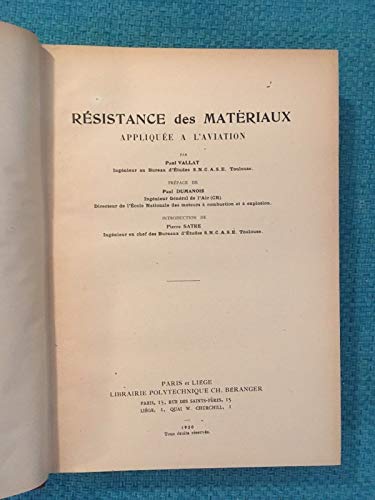 RÉSISTANCE des MATÉRIAUX
APPLIQUÉE A L'AVIATION
PAR
Paul VALLAT
Ingénieur au Bureau d'Études S.N.C.A.S.E. Toulouse.
PRÉFACE DE
Paul DUMANOIS
Ingénieur Général de l'Air (CR)
Directeur de l'École Nationale des moteurs à combustion et à explosion.
INTRODUCTION DE
Pierre SATRE
Ingénieur en chef des Bureaux d'Études S.N.C.A.S.E. Toulouse.
PARIS et LIÉGE
LIBRAIRIE POLYTECHNIQUE CH. BÉRANGER
PARIS, 15, RUE DES SAINTS-PÈRES, 15
LIÉGE, 1, QUAI W. CHURCHILL, 1
1950
Tous droits réservés.